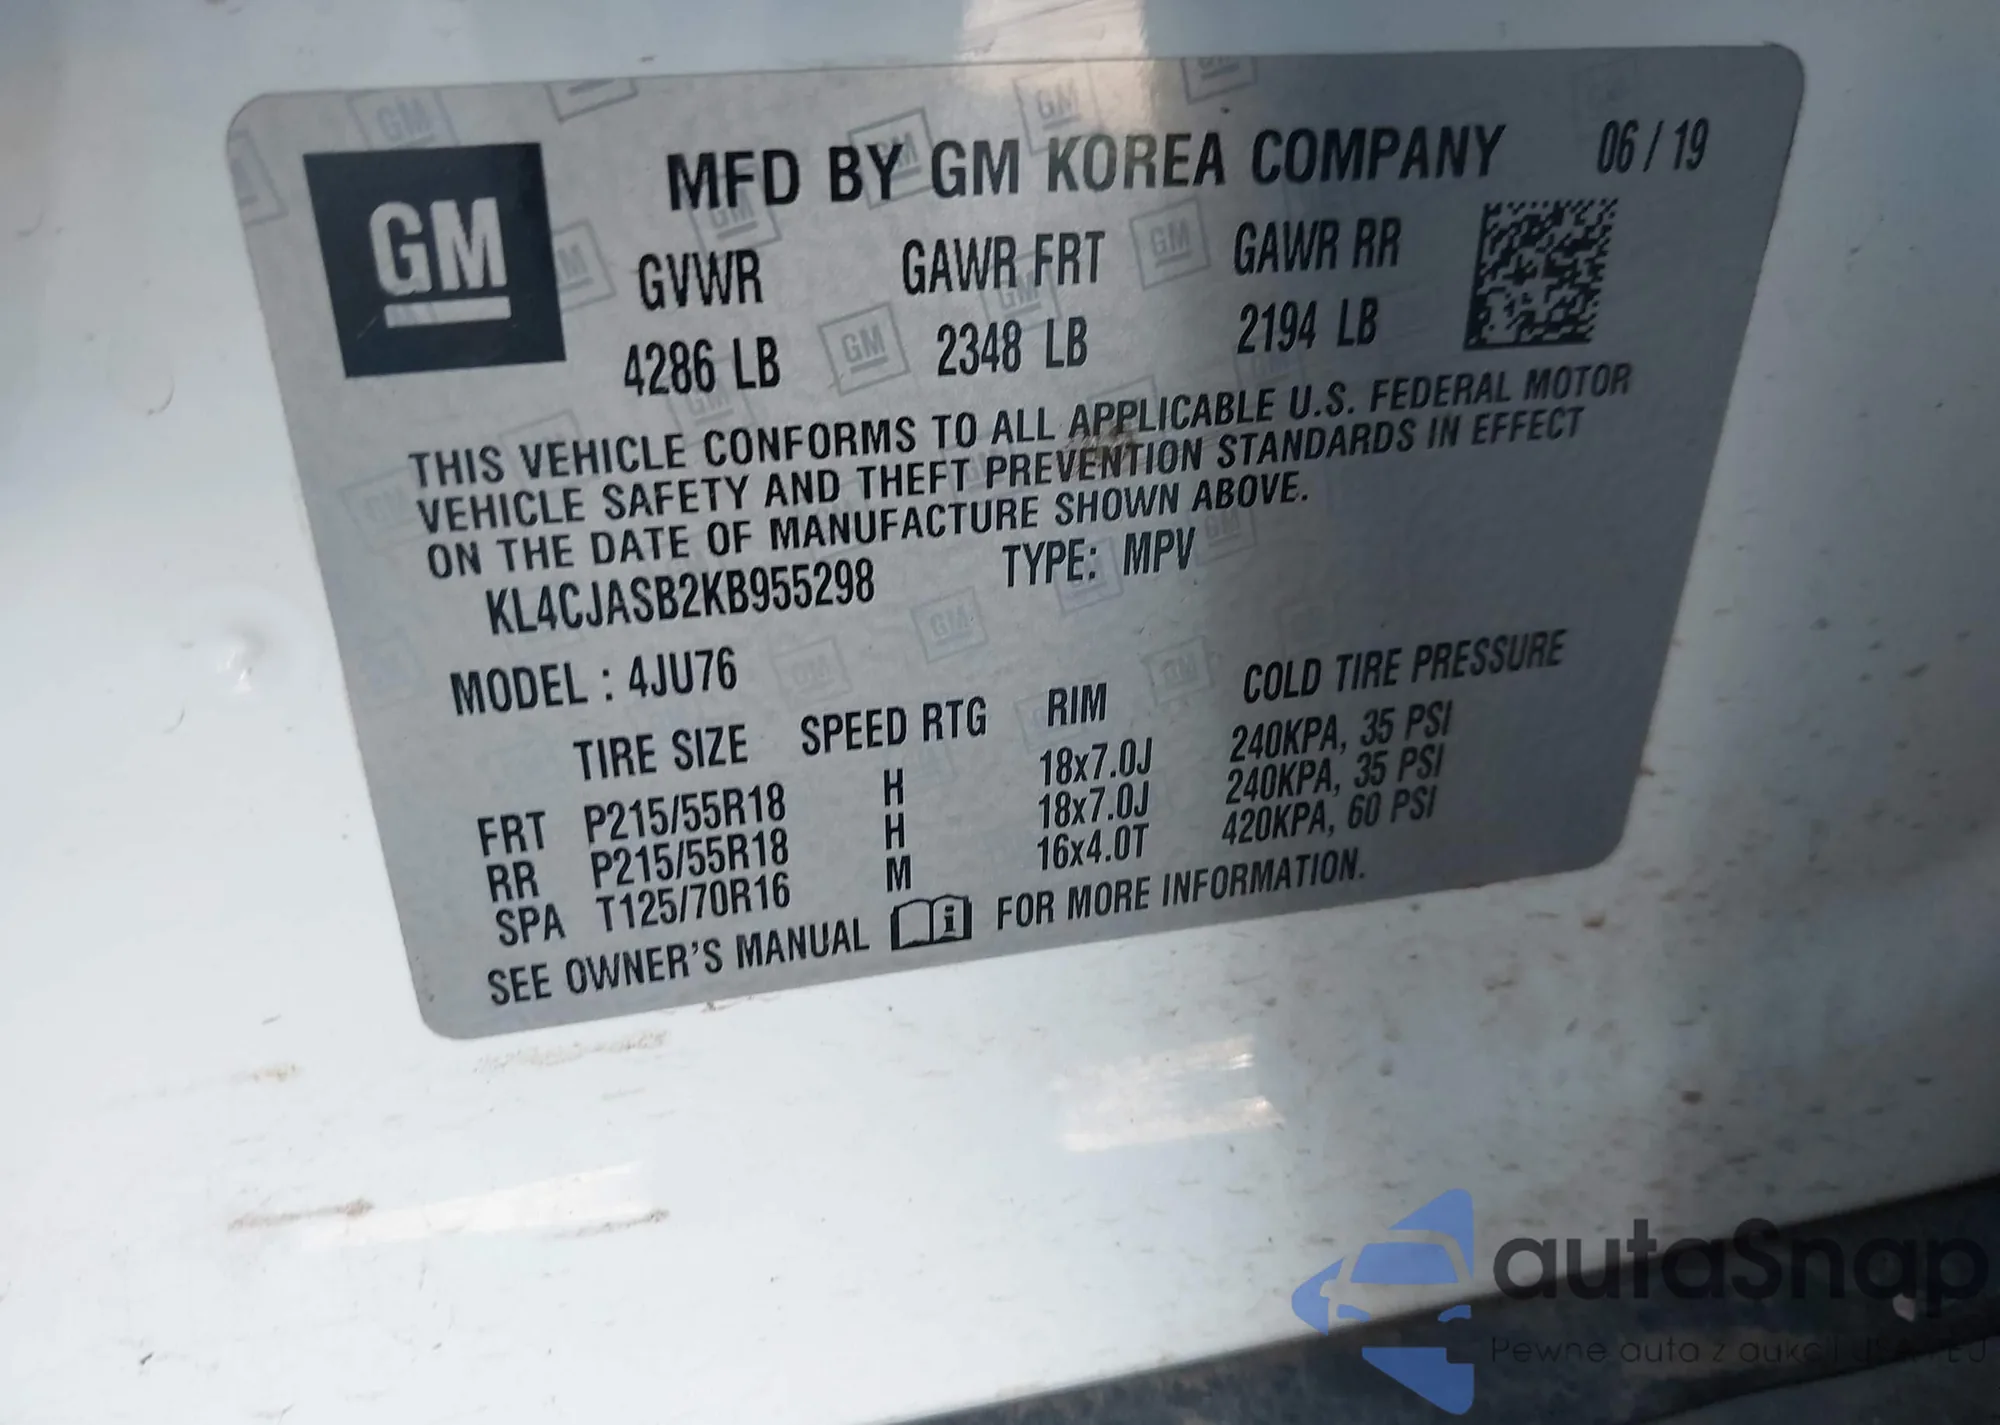 GM
MFD BY GM KOREA COMPANY 06 / 19
GVWR GAWR FRT GAWR RR
4286 LB 2348 LB 2194 LB
THIS VEHICLE CONFORMS TO ALL APPLICABLE U.S. FEDERAL MOTOR
VEHICLE SAFETY AND THEFT PREVENTION STANDARDS IN EFFECT
ON THE DATE OF MANUFACTURE SHOWN ABOVE.
KL4CJASB2KB955298 TYPE: MPV
MODEL : 4JU76
TIRE SIZE SPEED RTG RIM COLD TIRE PRESSURE
FRT P215/55R18 H 18x7.0J 240KPA, 35 PSI
RR P215/55R18 H 18x7.0J 240KPA, 35 PSI
SPA T125/70R16 M 16x4.0T 420KPA, 60 PSI
SEE OWNER'S MANUAL FOR MORE INFORMATION.
autaSnap
Pewne auta z aukcji